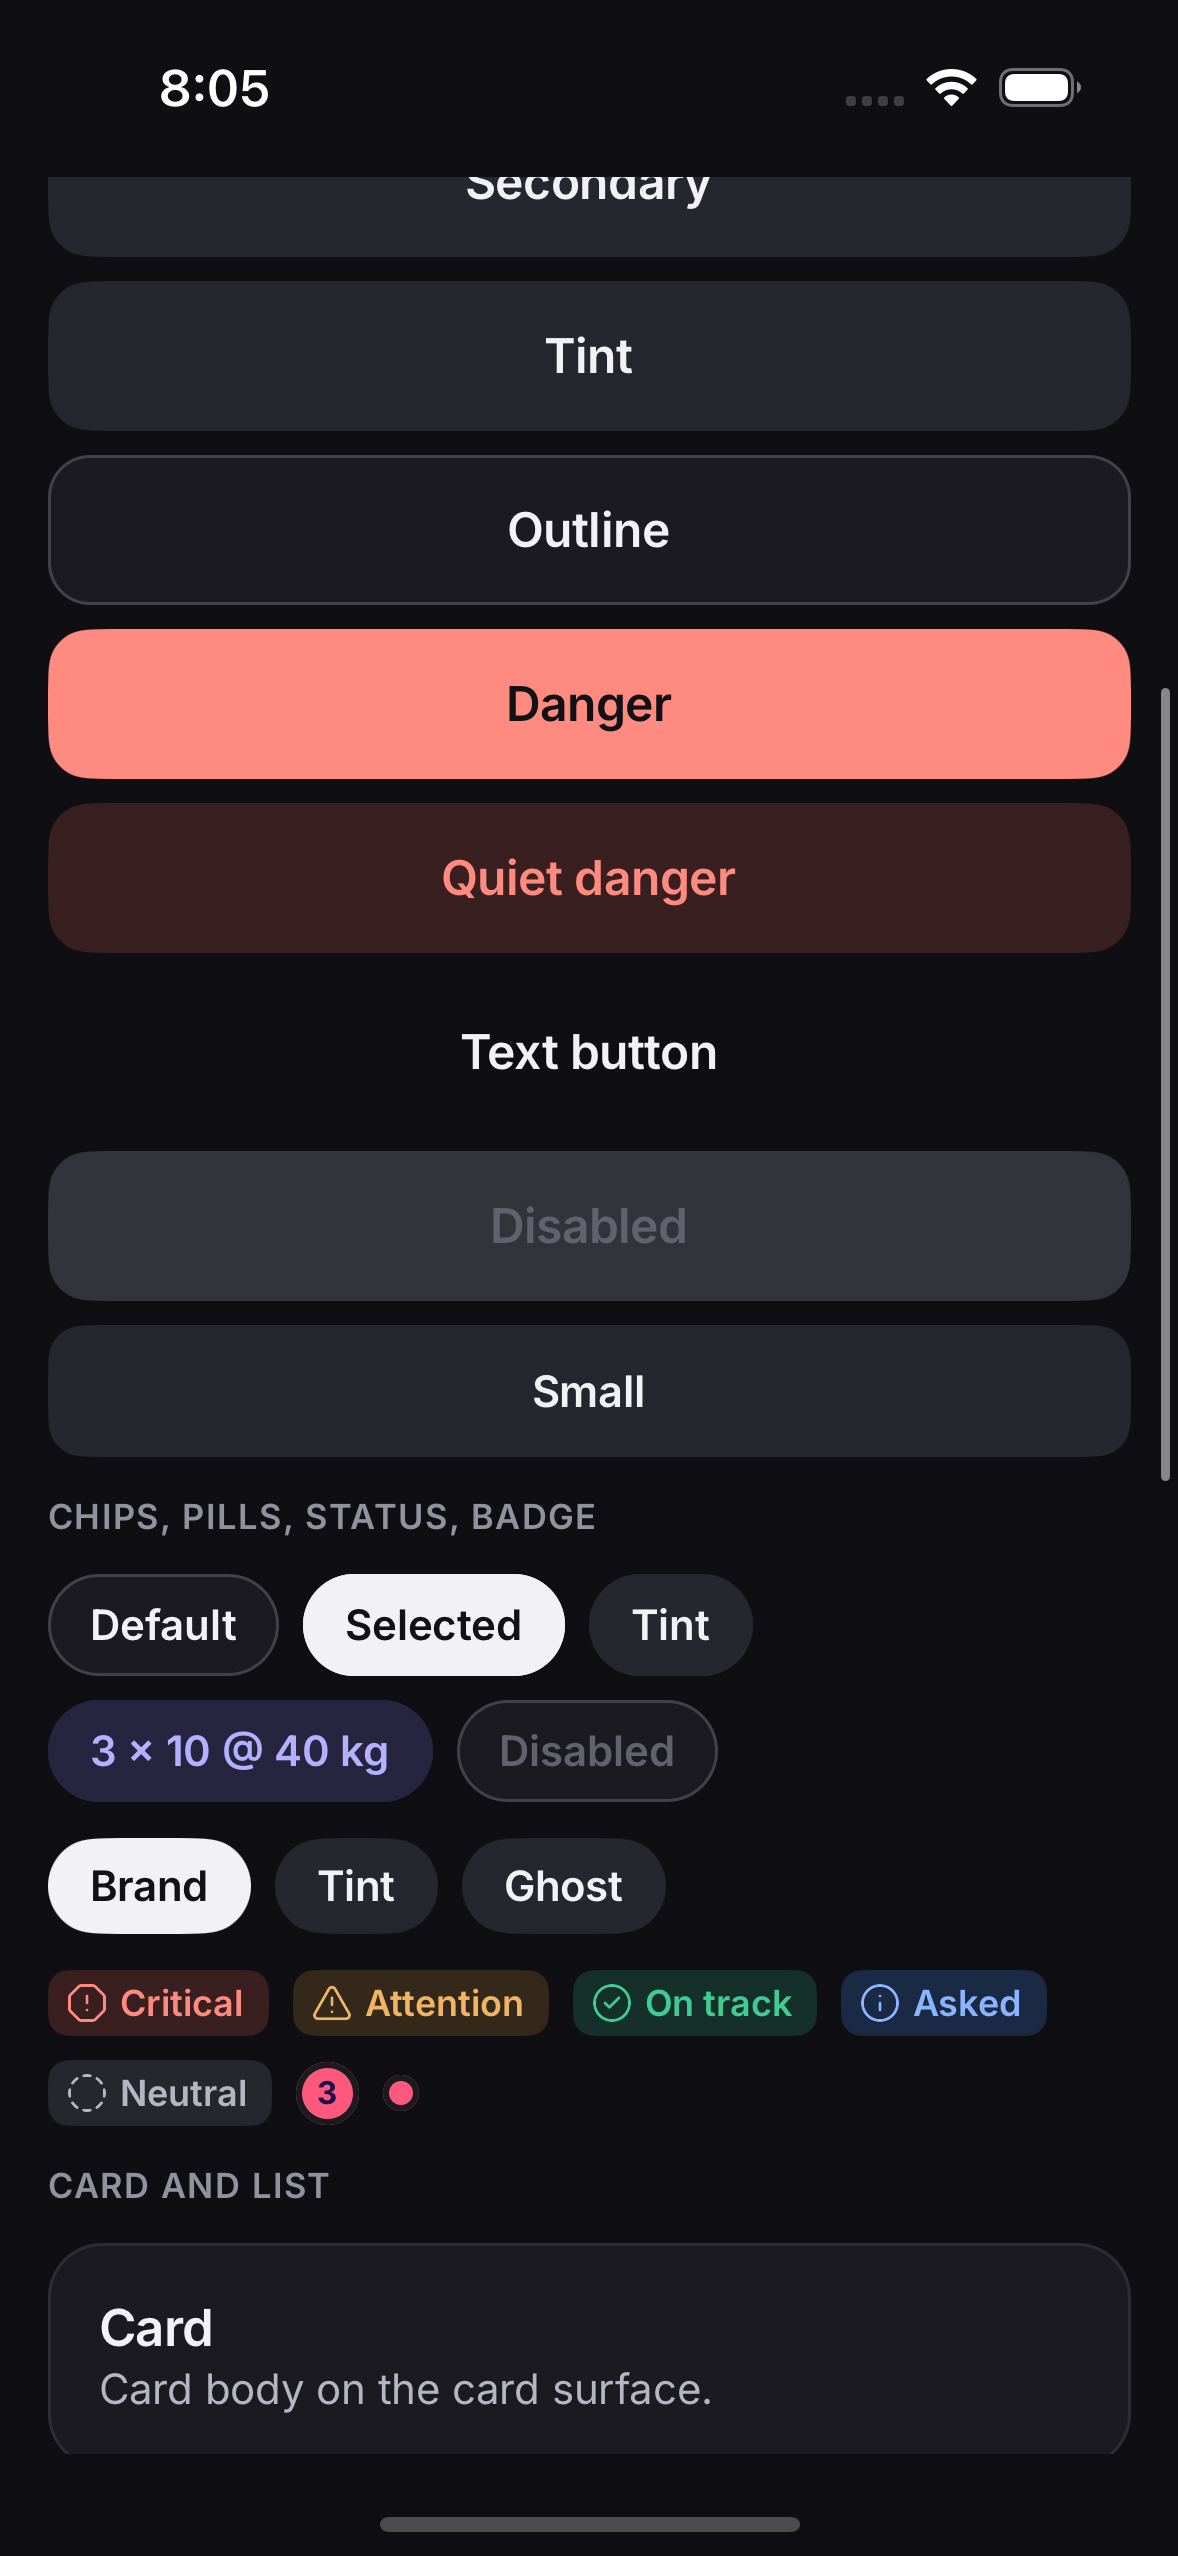 8:05
Secondary
Tint
Outline
Danger
Quiet danger
Text button
Disabled
Small
CHIPS, PILLS, STATUS, BADGE
Default Selected Tint
3 × 10 @ 40 kg Disabled
Brand Tint Ghost
Critical Attention On track Asked
Neutral 3
CARD AND LIST
Card
Card body on the card surface.